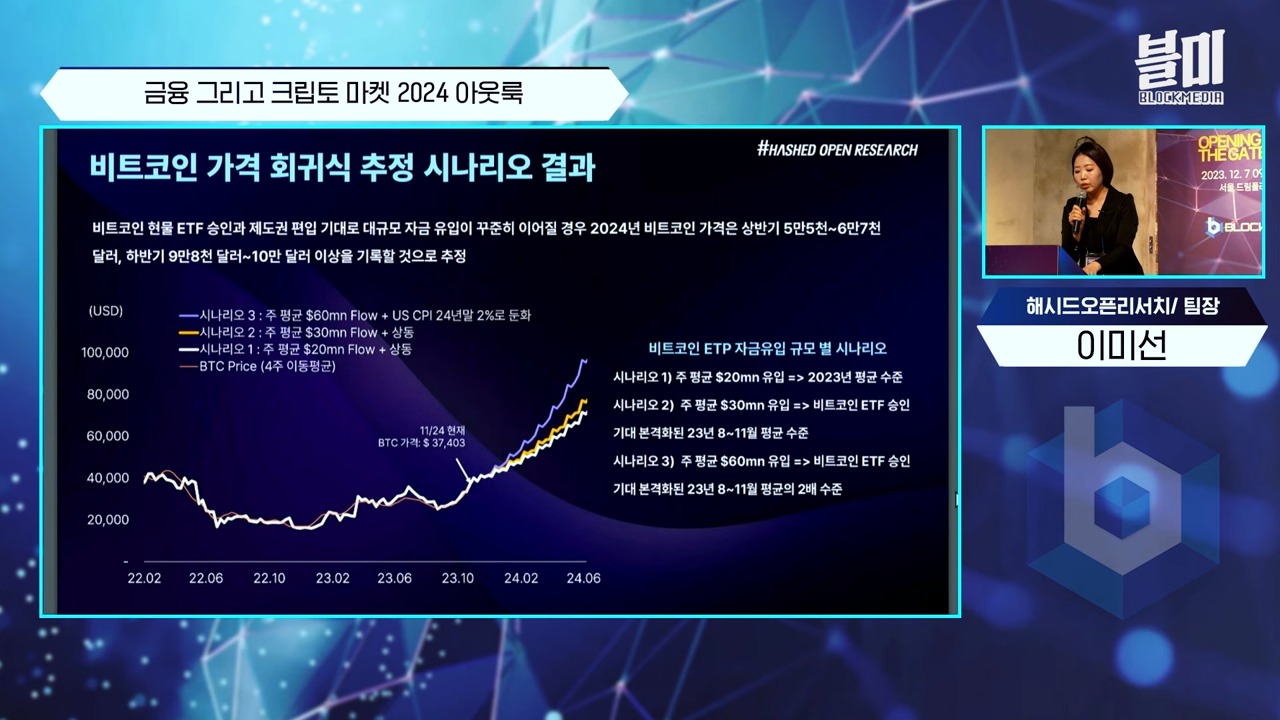 블미
BLOCKMEDIA
금융 그리고 크립토 마켓 2024 아웃룩
#HASHED OPEN RESEARCH
비트코인 가격 회귀식 추정 시나리오 결과
비트코인 현물 ETF 승인과 제도권 편입 기대로 대규모 자금 유입이 꾸준히 이어질 경우 2024년 비트코인 가격은 상반기 5만5천~6만7천
달러, 하반기 9만8천 달러~10만 달러 이상을 기록할 것으로 추정
(USD)
시나리오 3 : 주 평균 $60mn Flow + US CPI 24년말 2%로 둔화
시나리오 2 : 주 평균 $30mn Flow + 상동
시나리오 1 : 주 평균 $20mn Flow + 상동
BTC Price (4주 이동평균)
100,000
80,000
60,000
40,000
20,000
-
11/24 현재
BTC 가격: $ 37,403
22.02 22.06 22.10 23.02 23.06 23.10 24.02 24.06
비트코인 ETP 자금유입 규모 별 시나리오
시나리오 1) 주 평균 $20mn 유입 => 2023년 평균 수준
시나리오 2) 주 평균 $30mn 유입 => 비트코인 ETF 승인
기대 본격화된 23년 8~11월 평균 수준
시나리오 3) 주 평균 $60mn 유입 => 비트코인 ETF 승인
기대 본격화된 23년 8~11월 평균의 2배 수준
OPENING
THE GATE
2023. 12. 7 09
서울 드림플
BLOCK
해시드오픈리서치/ 팀장
이미선